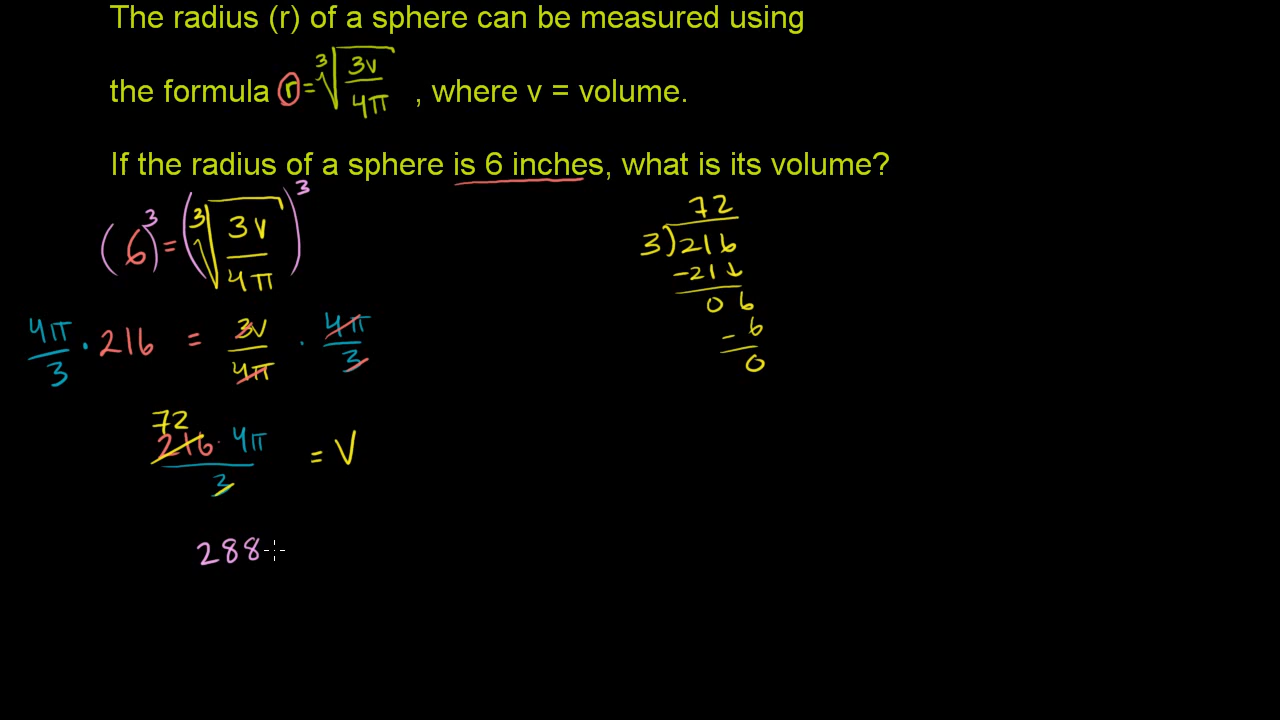 The radius (r) of a sphere can be measured using
the formula r = ∛(3v/4π) , where v = volume.
If the radius of a sphere is 6 inches, what is its volume?
(6)³ = (∛(3v/4π))³
4π/3 · 216 = 3v/4π · 4π/3
72
216 · 4π/3 = V
288
72
3)216
-21↓
06
-6
0